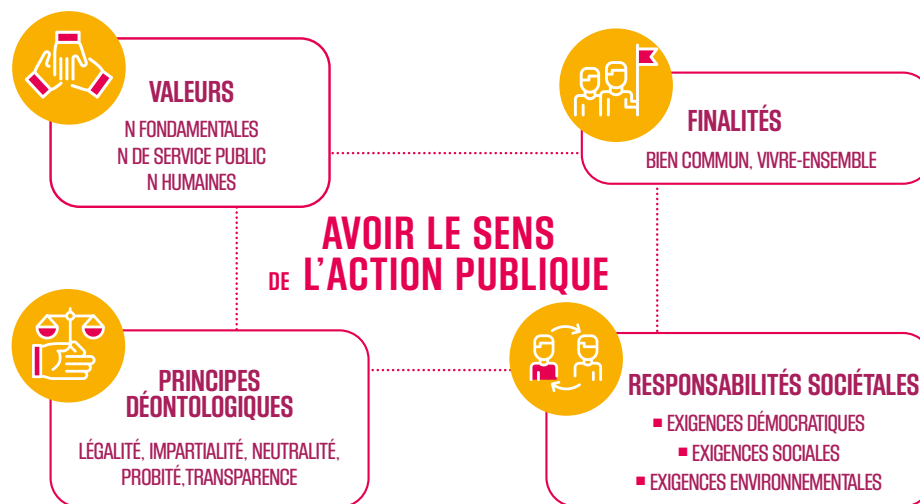 VALEURS
N FONDAMENTALES
N DE SERVICE PUBLIC
N HUMAINES
FINALITÉS
BIEN COMMUN, VIVRE-ENSEMBLE
AVOIR LE SENS
DE L'ACTION PUBLIQUE
PRINCIPES
DÉONTOLOGIQUES
LÉGALITÉ, IMPARTIALITÉ, NEUTRALITÉ,
PROBITÉ,TRANSPARENCE
RESPONSABILITÉS SOCIÉTALES
▪ EXIGENCES DÉMOCRATIQUES
▪ EXIGENCES SOCIALES
▪ EXIGENCES ENVIRONNEMENTALES